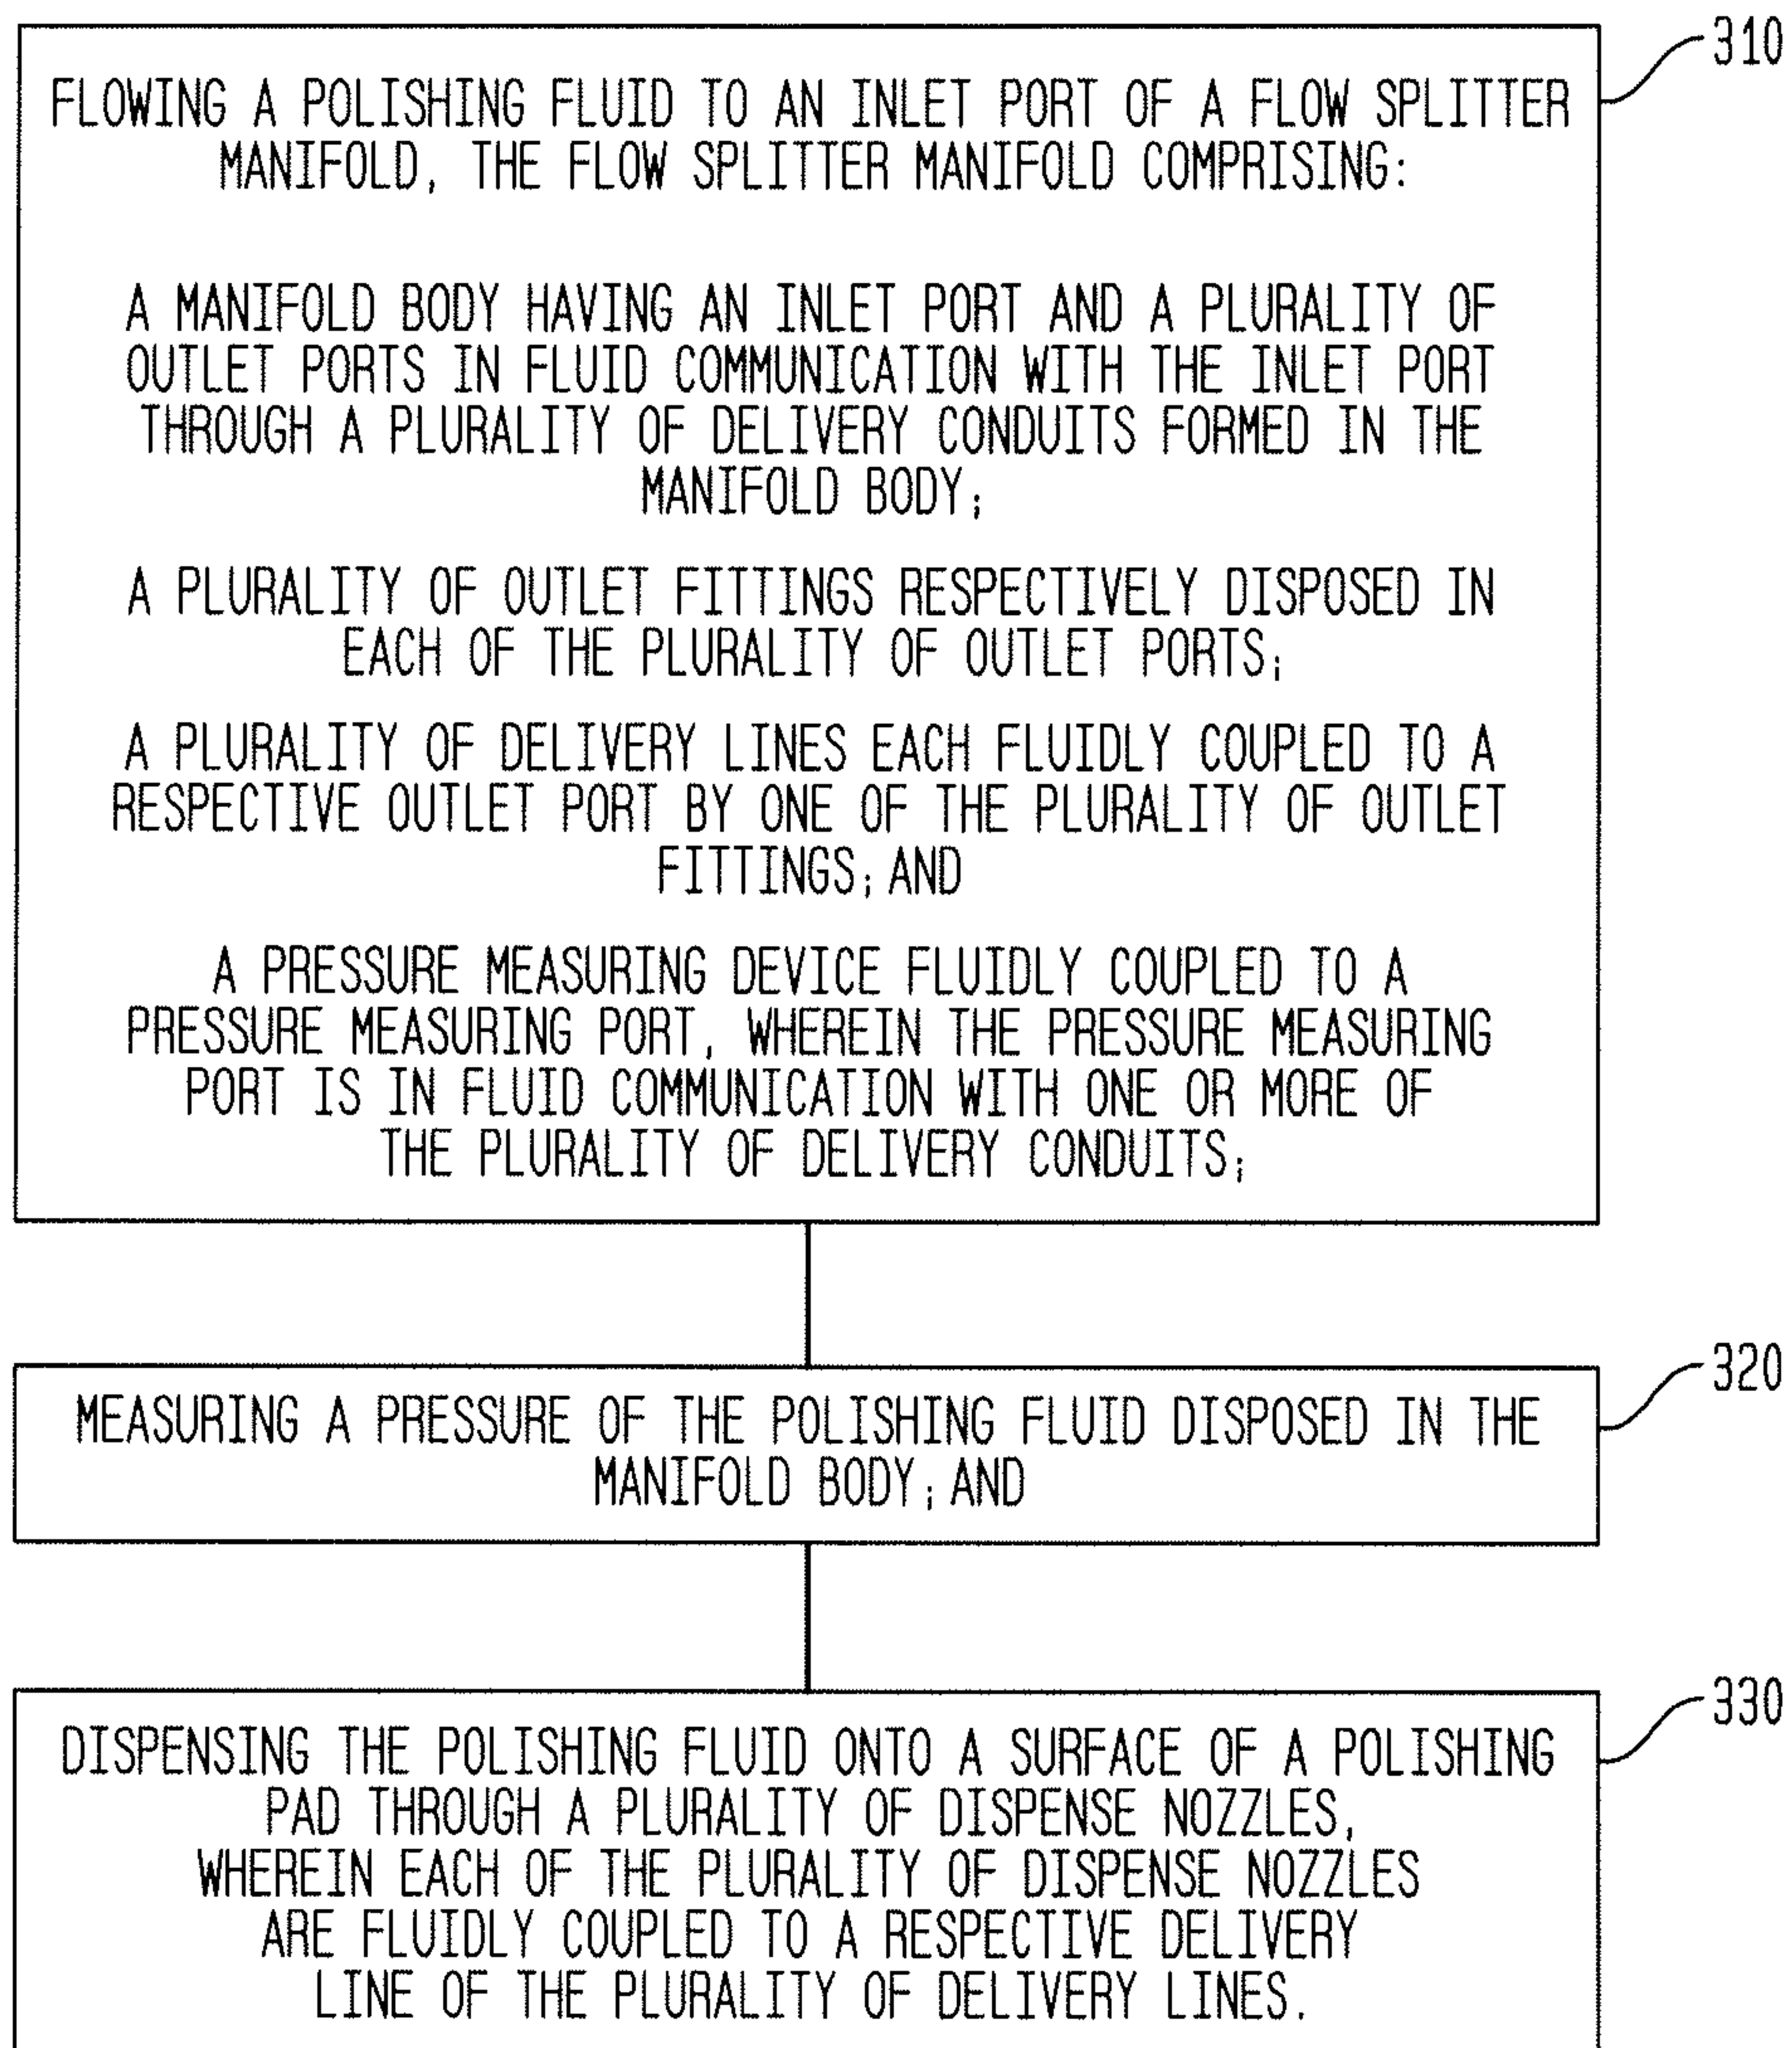 310
FLOWING A POLISHING FLUID TO AN INLET PORT OF A FLOW SPLITTER
MANIFOLD, THE FLOW SPLITTER MANIFOLD COMPRISING:
A MANIFOLD BODY HAVING AN INLET PORT AND A PLURALITY OF
OUTLET PORTS IN FLUID COMMUNICATION WITH THE INLET PORT
THROUGH A PLURALITY OF DELIVERY CONDUITS FORMED IN THE
MANIFOLD BODY;
A PLURALITY OF OUTLET FITTINGS RESPECTIVELY DISPOSED IN
EACH OF THE PLURALITY OF OUTLET PORTS;
A PLURALITY OF DELIVERY LINES EACH FLUIDLY COUPLED TO A
RESPECTIVE OUTLET PORT BY ONE OF THE PLURALITY OF OUTLET
FITTINGS; AND
A PRESSURE MEASURING DEVICE FLUIDLY COUPLED TO A
PRESSURE MEASURING PORT, WHEREIN THE PRESSURE MEASURING
PORT IS IN FLUID COMMUNICATION WITH ONE OR MORE OF
THE PLURALITY OF DELIVERY CONDUITS;
320
MEASURING A PRESSURE OF THE POLISHING FLUID DISPOSED IN THE
MANIFOLD BODY; AND
330
DISPENSING THE POLISHING FLUID ONTO A SURFACE OF A POLISHING
PAD THROUGH A PLURALITY OF DISPENSE NOZZLES,
WHEREIN EACH OF THE PLURALITY OF DISPENSE NOZZLES
ARE FLUIDLY COUPLED TO A RESPECTIVE DELIVERY
LINE OF THE PLURALITY OF DELIVERY LINES.